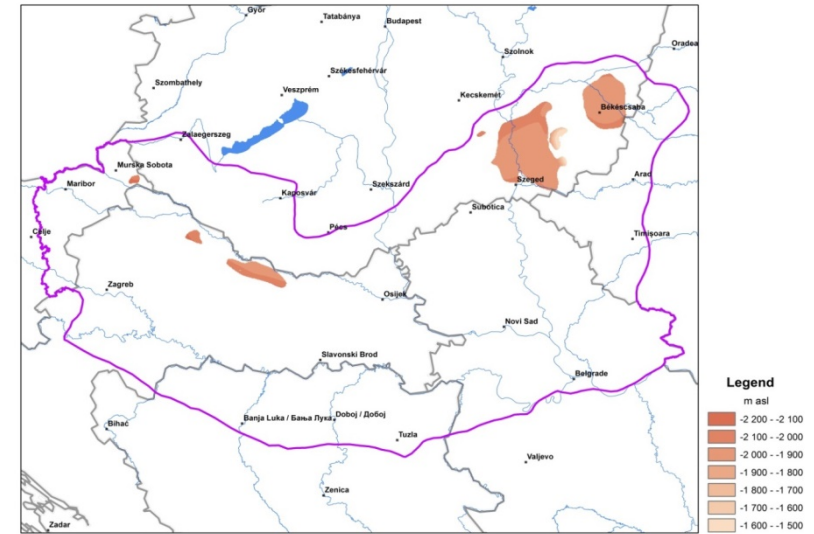 Győr
Tatabánya
Budapest
Oradea
Szolnok
Székesfehérvár
Szombathely
Veszprém
Kecskemét
Békéscsaba
Zalaegerszeg
Murska Sobota
Maribor
Kaposvár
Szekszárd
Szeged
Arad
Subotica
Celje
Pécs
Timișoara
Zagreb
Osijek
Novi Sad
Slavonski Brod
Belgrade
Legend
m asl
-2 200 - -2 100
-2 100 - -2 000
-2 000 - -1 900
-1 900 - -1 800
-1 800 - -1 700
-1 700 - -1 600
-1 600 - -1 500
Bihać
Banja Luka / Бања Лука
Doboj / Добој
Tuzla
Valjevo
Zenica
Zadar